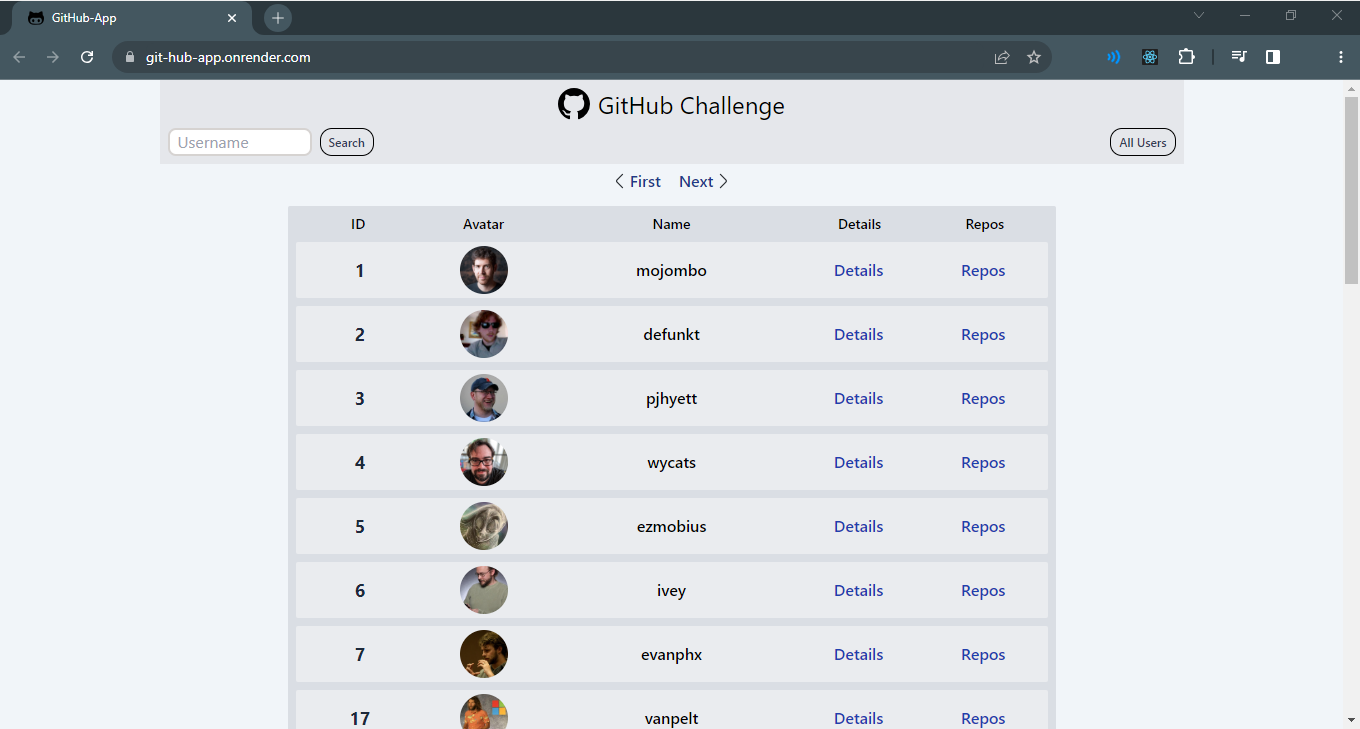 GitHub-App
git-hub-app.onrender.com
GitHub Challenge
Username Search All Users
First Next
ID Avatar Name Details Repos
1 mojombo Details Repos
2 defunkt Details Repos
3 pjhyett Details Repos
4 wycats Details Repos
5 ezmobius Details Repos
6 ivey Details Repos
7 evanphx Details Repos
17 vanpelt Details Repos